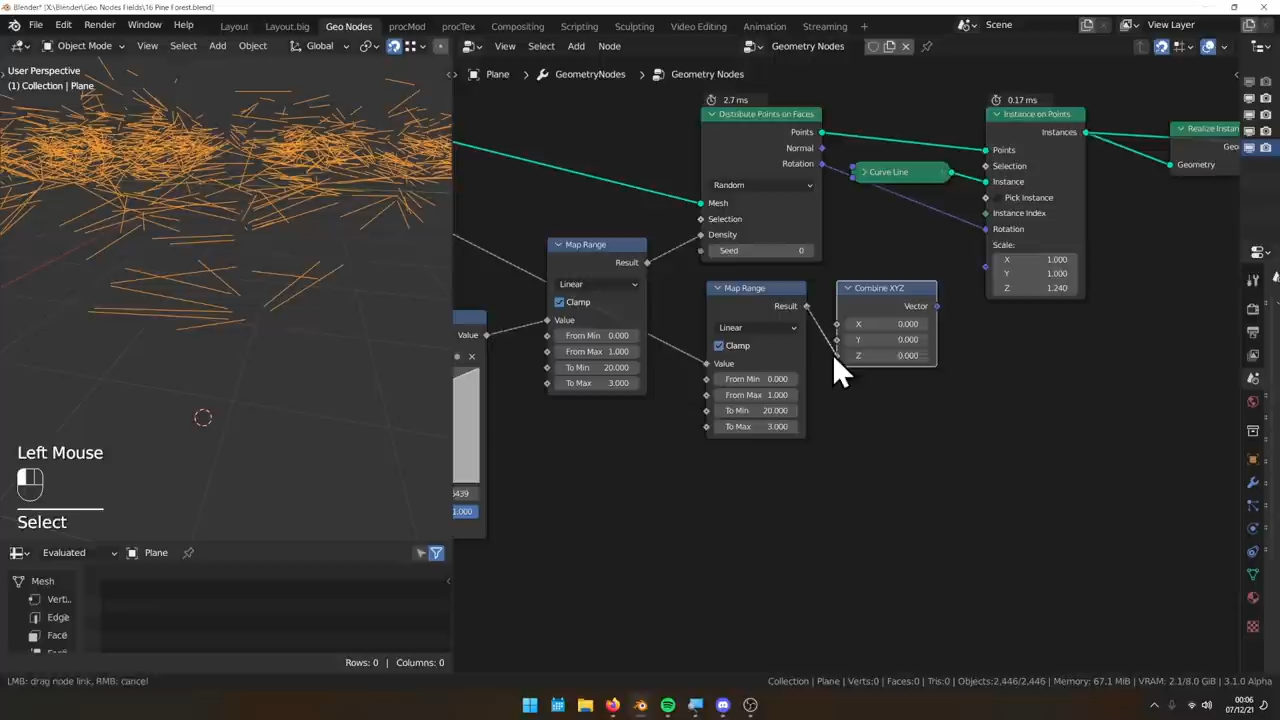 Blender* [X:\Blender\Geo Nodes Fields\16 Pine Forest.blend]
File Edit Render Window Help Layout Layout.big Geo Nodes procMod procTex Compositing Scripting Sculpting Video Editing Animation Streaming Scene View Layer
Object Mode View Select Add Object Global View Select Add Node Geometry Nodes
User Perspective
(1) Collection | Plane
Plane GeometryNodes Geometry Nodes
2.7 ms
Distribute Points on Faces
Points
Normal
Rotation
Random
Mesh
Selection
Density
Seed 0
Curve Line
0.17 ms
Instance on Points
Instances
Points
Selection
Instance
Pick Instance
Instance Index
Rotation
Scale:
X 1.000
Y 1.000
Z 1.240
Realize Instan
Geo
Geometry
Map Range
Result
Linear
Clamp
Value
From Min 0.000
From Max 1.000
To Min 20.000
To Max 3.000
Map Range
Result
Linear
Clamp
Value
From Min 0.000
From Max 1.000
To Min 20.000
To Max 3.000
Combine XYZ
Vector
X 0.000
Y 0.000
Z 0.000
Value
6439
1.000
Left Mouse
Select
Evaluated Plane
Mesh
Verti..
Edge
Face
Rows: 0 | Columns: 0
LMB: drag node link, RMB: cancel
Collection | Plane | Verts:0 | Faces:0 | Tris:0 | Objects:2,446/2,446 | Memory: 67.1 MiB | VRAM: 2.1/8.0 GiB | 3.1.0 Alpha
00:06
07/12/21